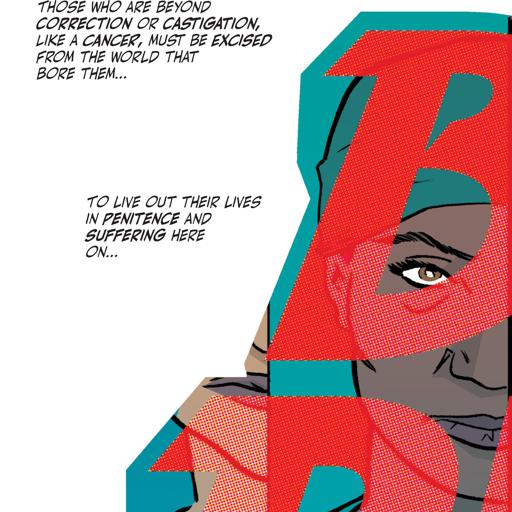 THOSE WHO ARE BEYOND
CORRECTION OR CASTIGATION,
LIKE A CANCER, MUST BE EXCISED
FROM THE WORLD THAT
BORE THEM...
TO LIVE OUT THEIR LIVES
IN PENITENCE AND
SUFFERING HERE
ON...
B